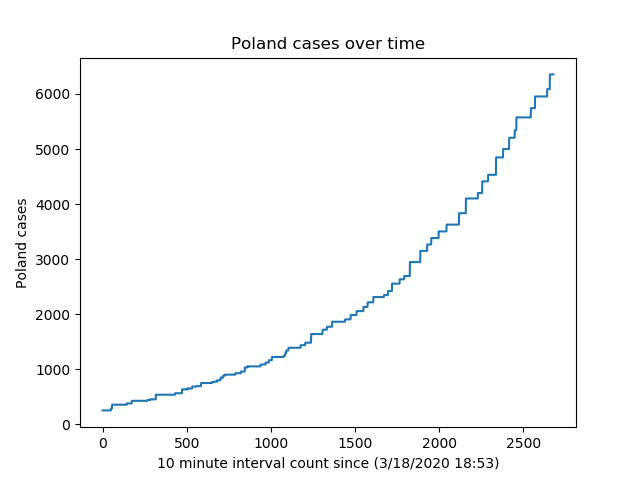 Poland cases over time
6000
5000
4000
3000
2000
1000
0
Poland cases
0 500 1000 1500 2000 2500
10 minute interval count since (3/18/2020 18:53)